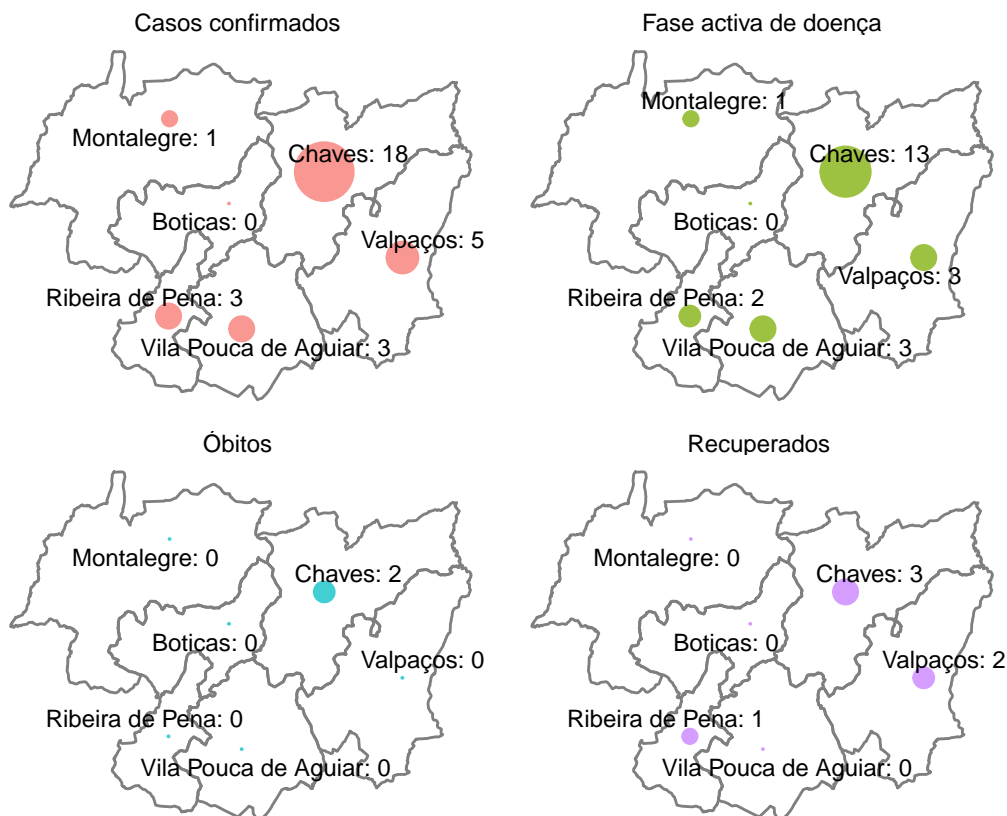 Casos confirmados
Montalegre: 1
Chaves: 18
Boticas: 0
Valpaços: 5
Ribeira de Pena: 3
Vila Pouca de Aguiar: 3
Fase activa de doença
Montalegre: 1
Chaves: 13
Boticas: 0
Valpaços: 3
Ribeira de Pena: 2
Vila Pouca de Aguiar: 3
Óbitos
Montalegre: 0
Chaves: 2
Boticas: 0
Valpaços: 0
Ribeira de Pena: 0
Vila Pouca de Aguiar: 0
Recuperados
Montalegre: 0
Chaves: 3
Boticas: 0
Valpaços: 2
Ribeira de Pena: 1
Vila Pouca de Aguiar: 0